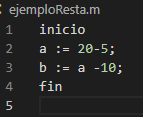 ejemploResta.m
1 inicio
2 a := 20-5;
3 b := a -10;
4 fin
5